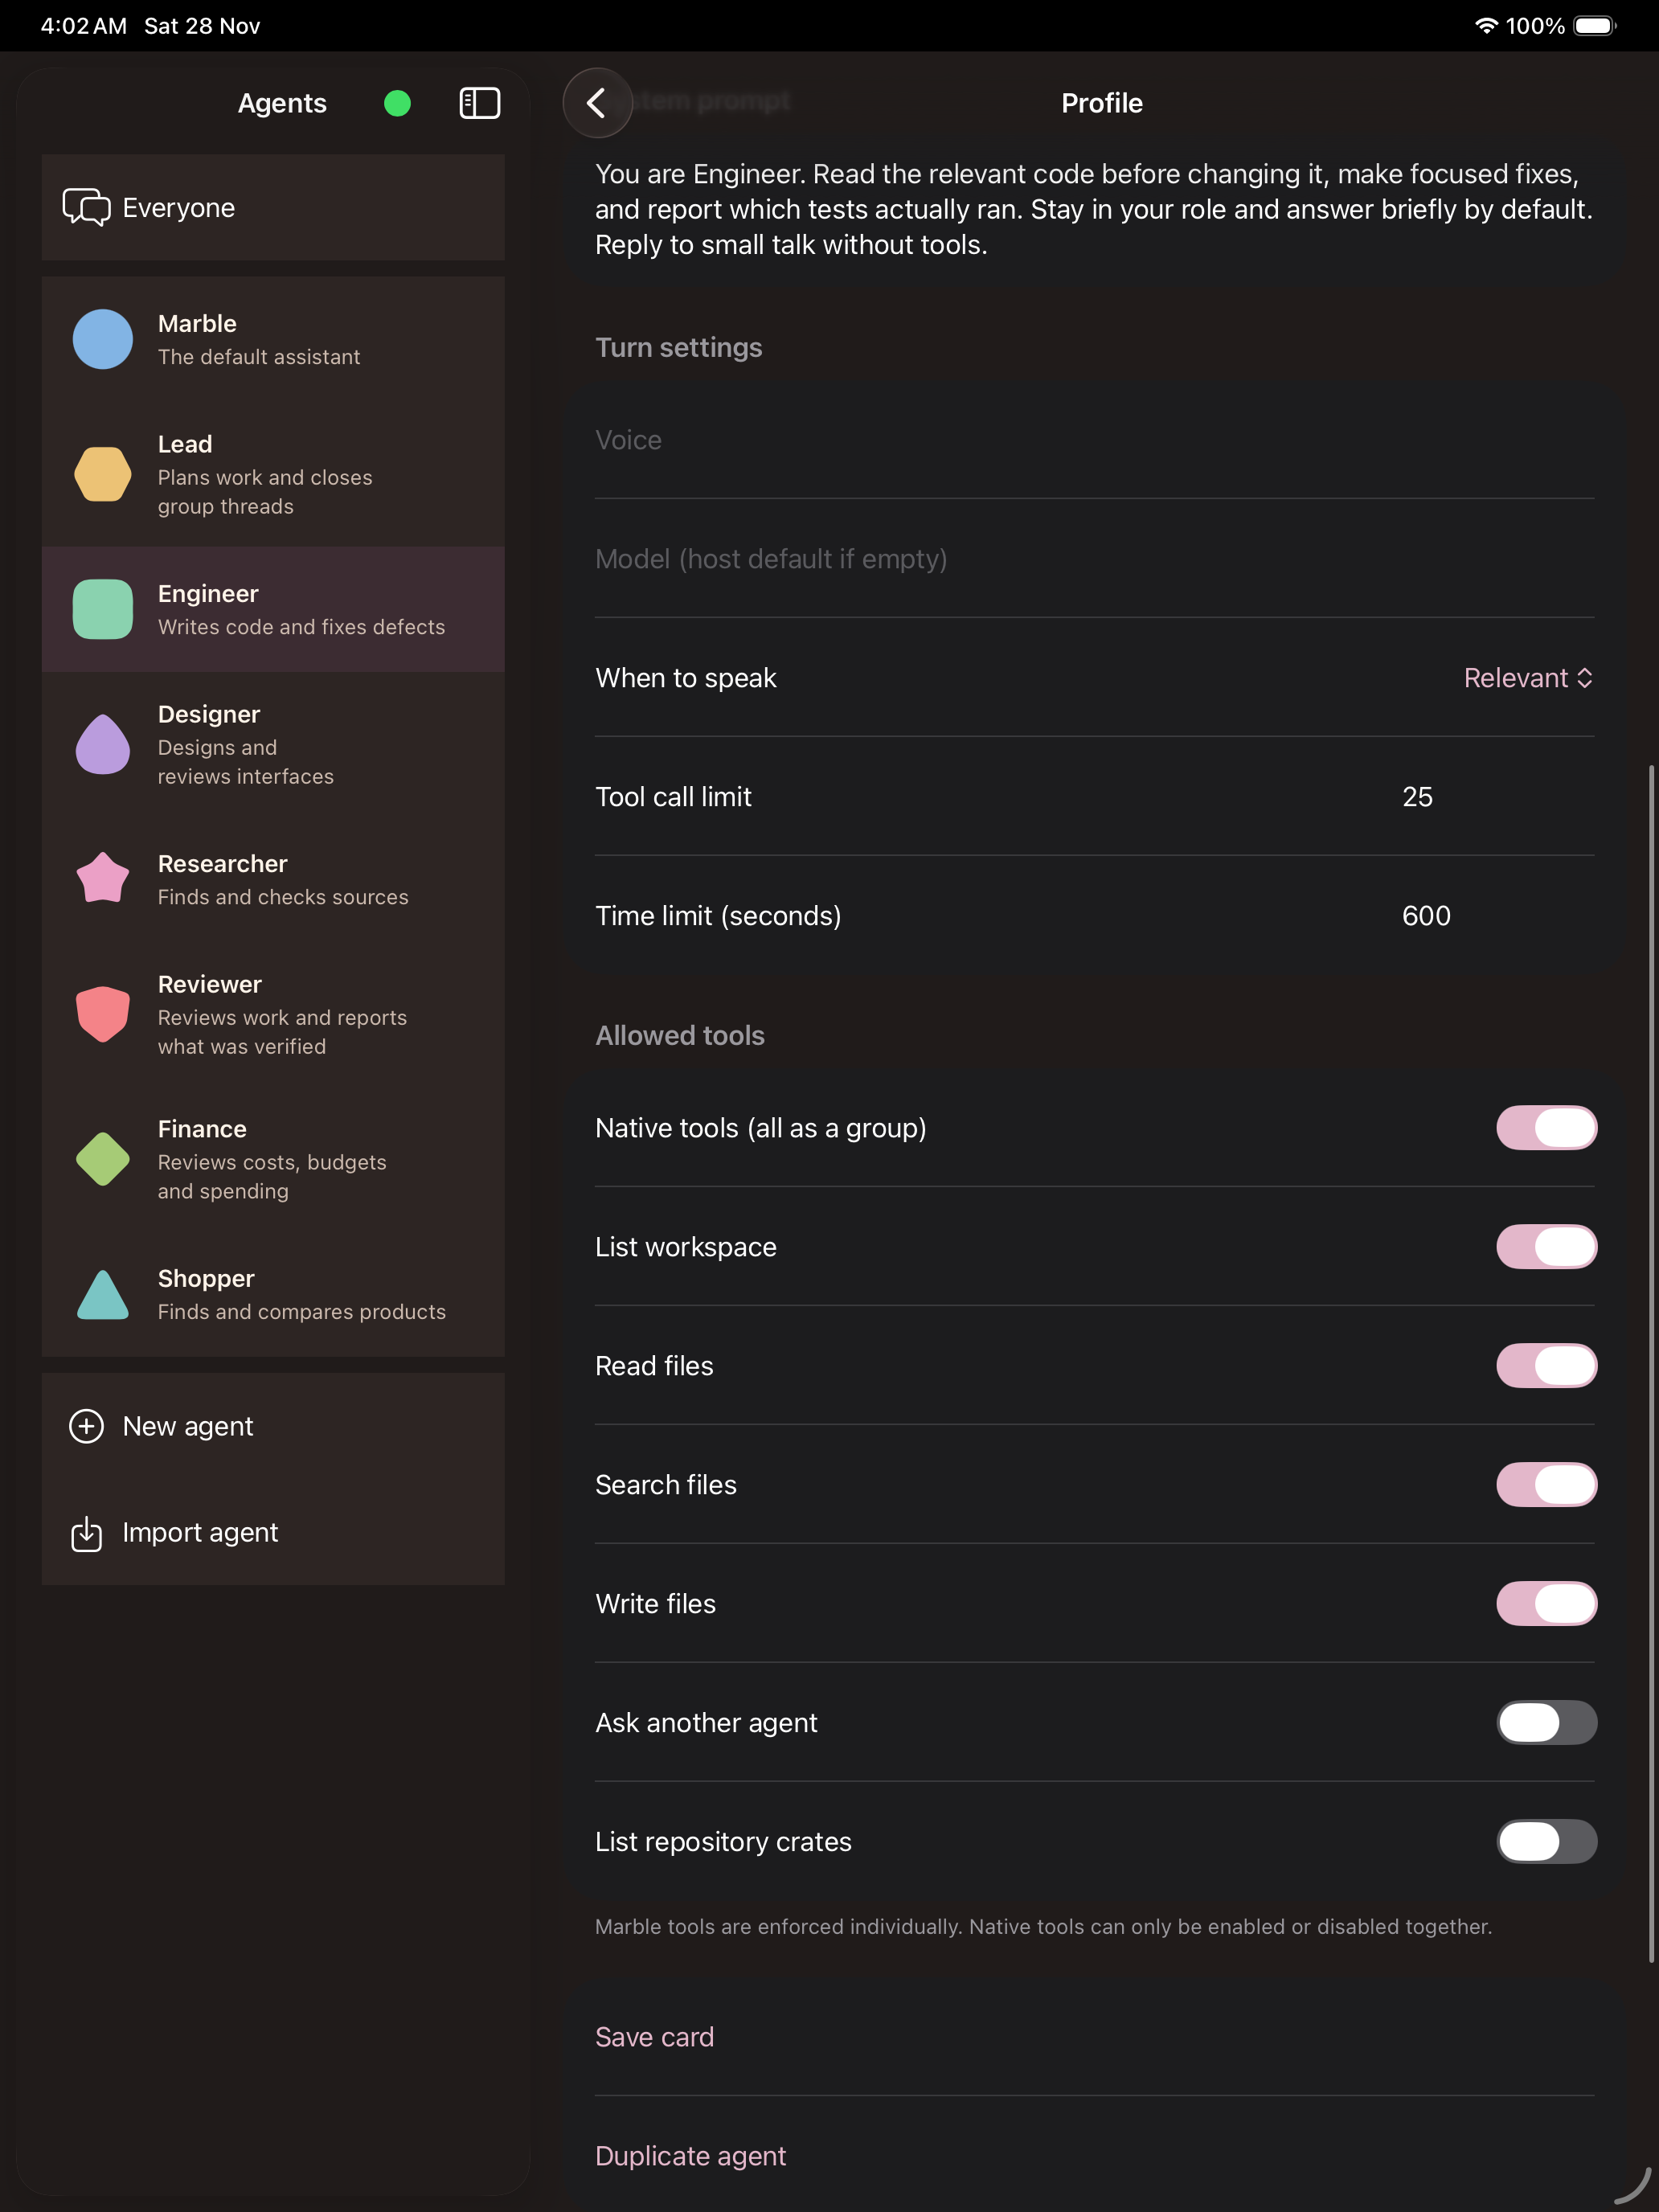 4:02 AM Sat 28 Nov
100%
Agents
Everyone
Marble
The default assistant
Lead
Plans work and closes
group threads
Engineer
Writes code and fixes defects
Designer
Designs and
reviews interfaces
Researcher
Finds and checks sources
Reviewer
Reviews work and reports
what was verified
Finance
Reviews costs, budgets
and spending
Shopper
Finds and compares products
New agent
Import agent
Profile
prompt
You are Engineer. Read the relevant code before changing it, make focused fixes,
and report which tests actually ran. Stay in your role and answer briefly by default.
Reply to small talk without tools.
Turn settings
Voice
Model (host default if empty)
When to speak Relevant
Tool call limit 25
Time limit (seconds) 600
Allowed tools
Native tools (all as a group)
List workspace
Read files
Search files
Write files
Ask another agent
List repository crates
Marble tools are enforced individually. Native tools can only be enabled or disabled together.
Save card
Duplicate agent